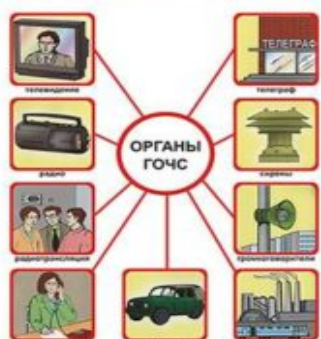 телевидение
ТЕЛЕГРАФ
телеграф
радио
ОРГАНЫ
ГОЧС
сирены
радиотрансляция
громкоговорители